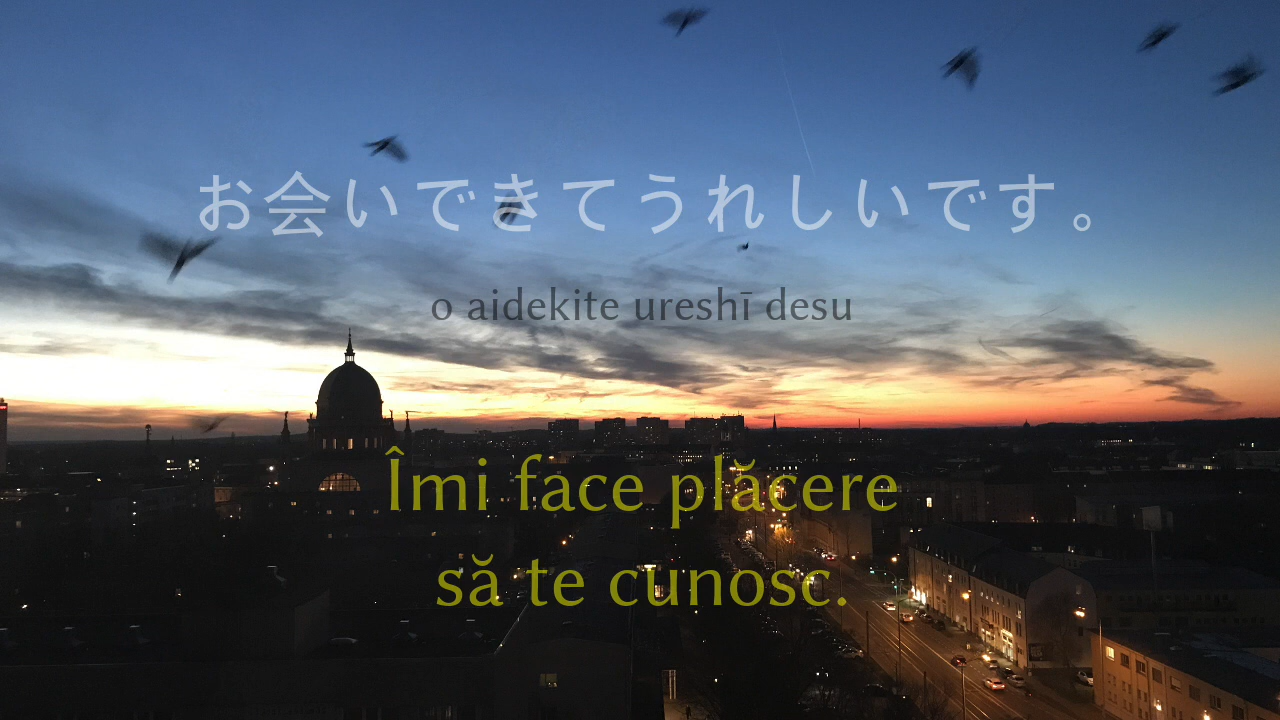 お会いできてうれしいです。
o aidekite ureshī desu
Îmi face plăcere
să te cunosc.